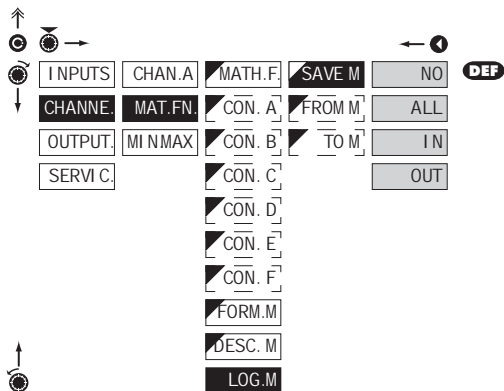 INPUTS CHAN.A MATH.F. SAVE M NO DEF
CHANNE. MAT.FN. CON. A FROM M ALL
OUTPUT. MINMAX CON. B TO M IN
SERVIC. CON. C OUT
CON. D
CON. E
CON. F
FORM.M
DESC. M
LOG.M